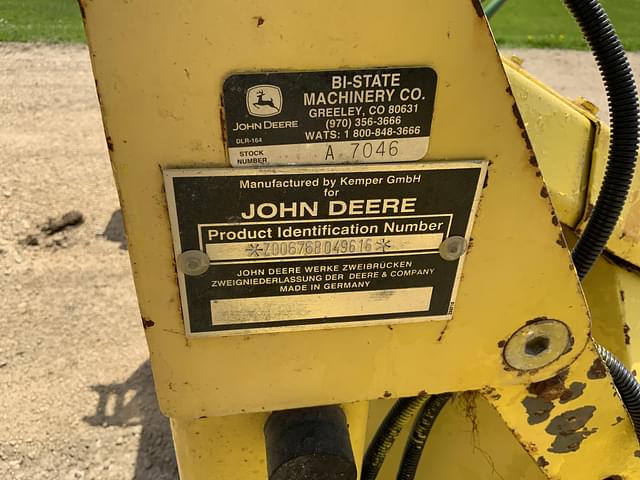 BI-STATE
MACHINERY CO.
GREELEY, CO 80631
(970) 356-3666
WATS: 1 800-848-3666
JOHN DEERE
DLR-164
STOCK
NUMBER
A 7046
Manufactured by Kemper GmbH
for
JOHN DEERE
Product Identification Number
*Z00676B049616*
JOHN DEERE WERKE ZWEIBRÜCKEN
ZWEIGNIEDERLASSUNG DER DEERE & COMPANY
MADE IN GERMANY